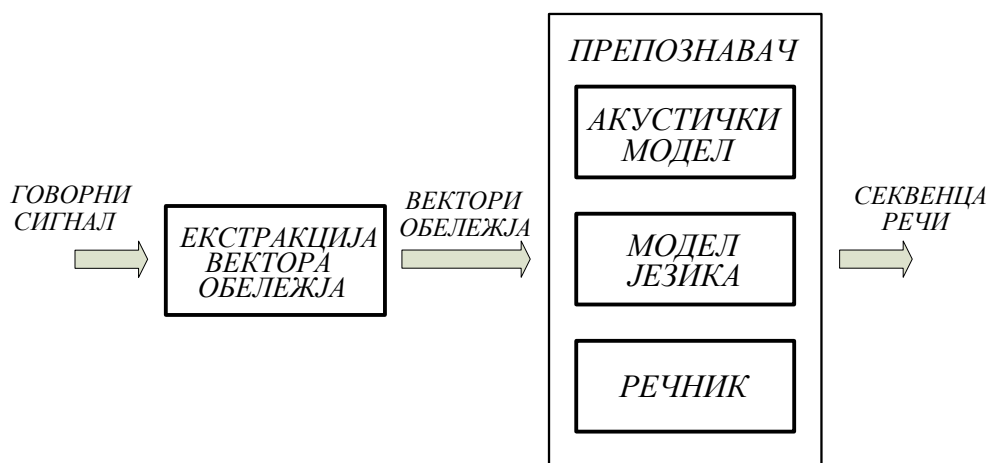 ГОВОРНИ
СИГНАЛ
ЕКСТРАКЦИЈА
ВЕКТОРА
ОБЕЛЕЖЈА
ВЕКТОРИ
ОБЕЛЕЖЈА
ПРЕПОЗНАВАЧ
АКУСТИЧКИ
МОДЕЛ
МОДЕЛ
ЈЕЗИКА
РЕЧНИК
СЕКВЕНЦА
РЕЧИ